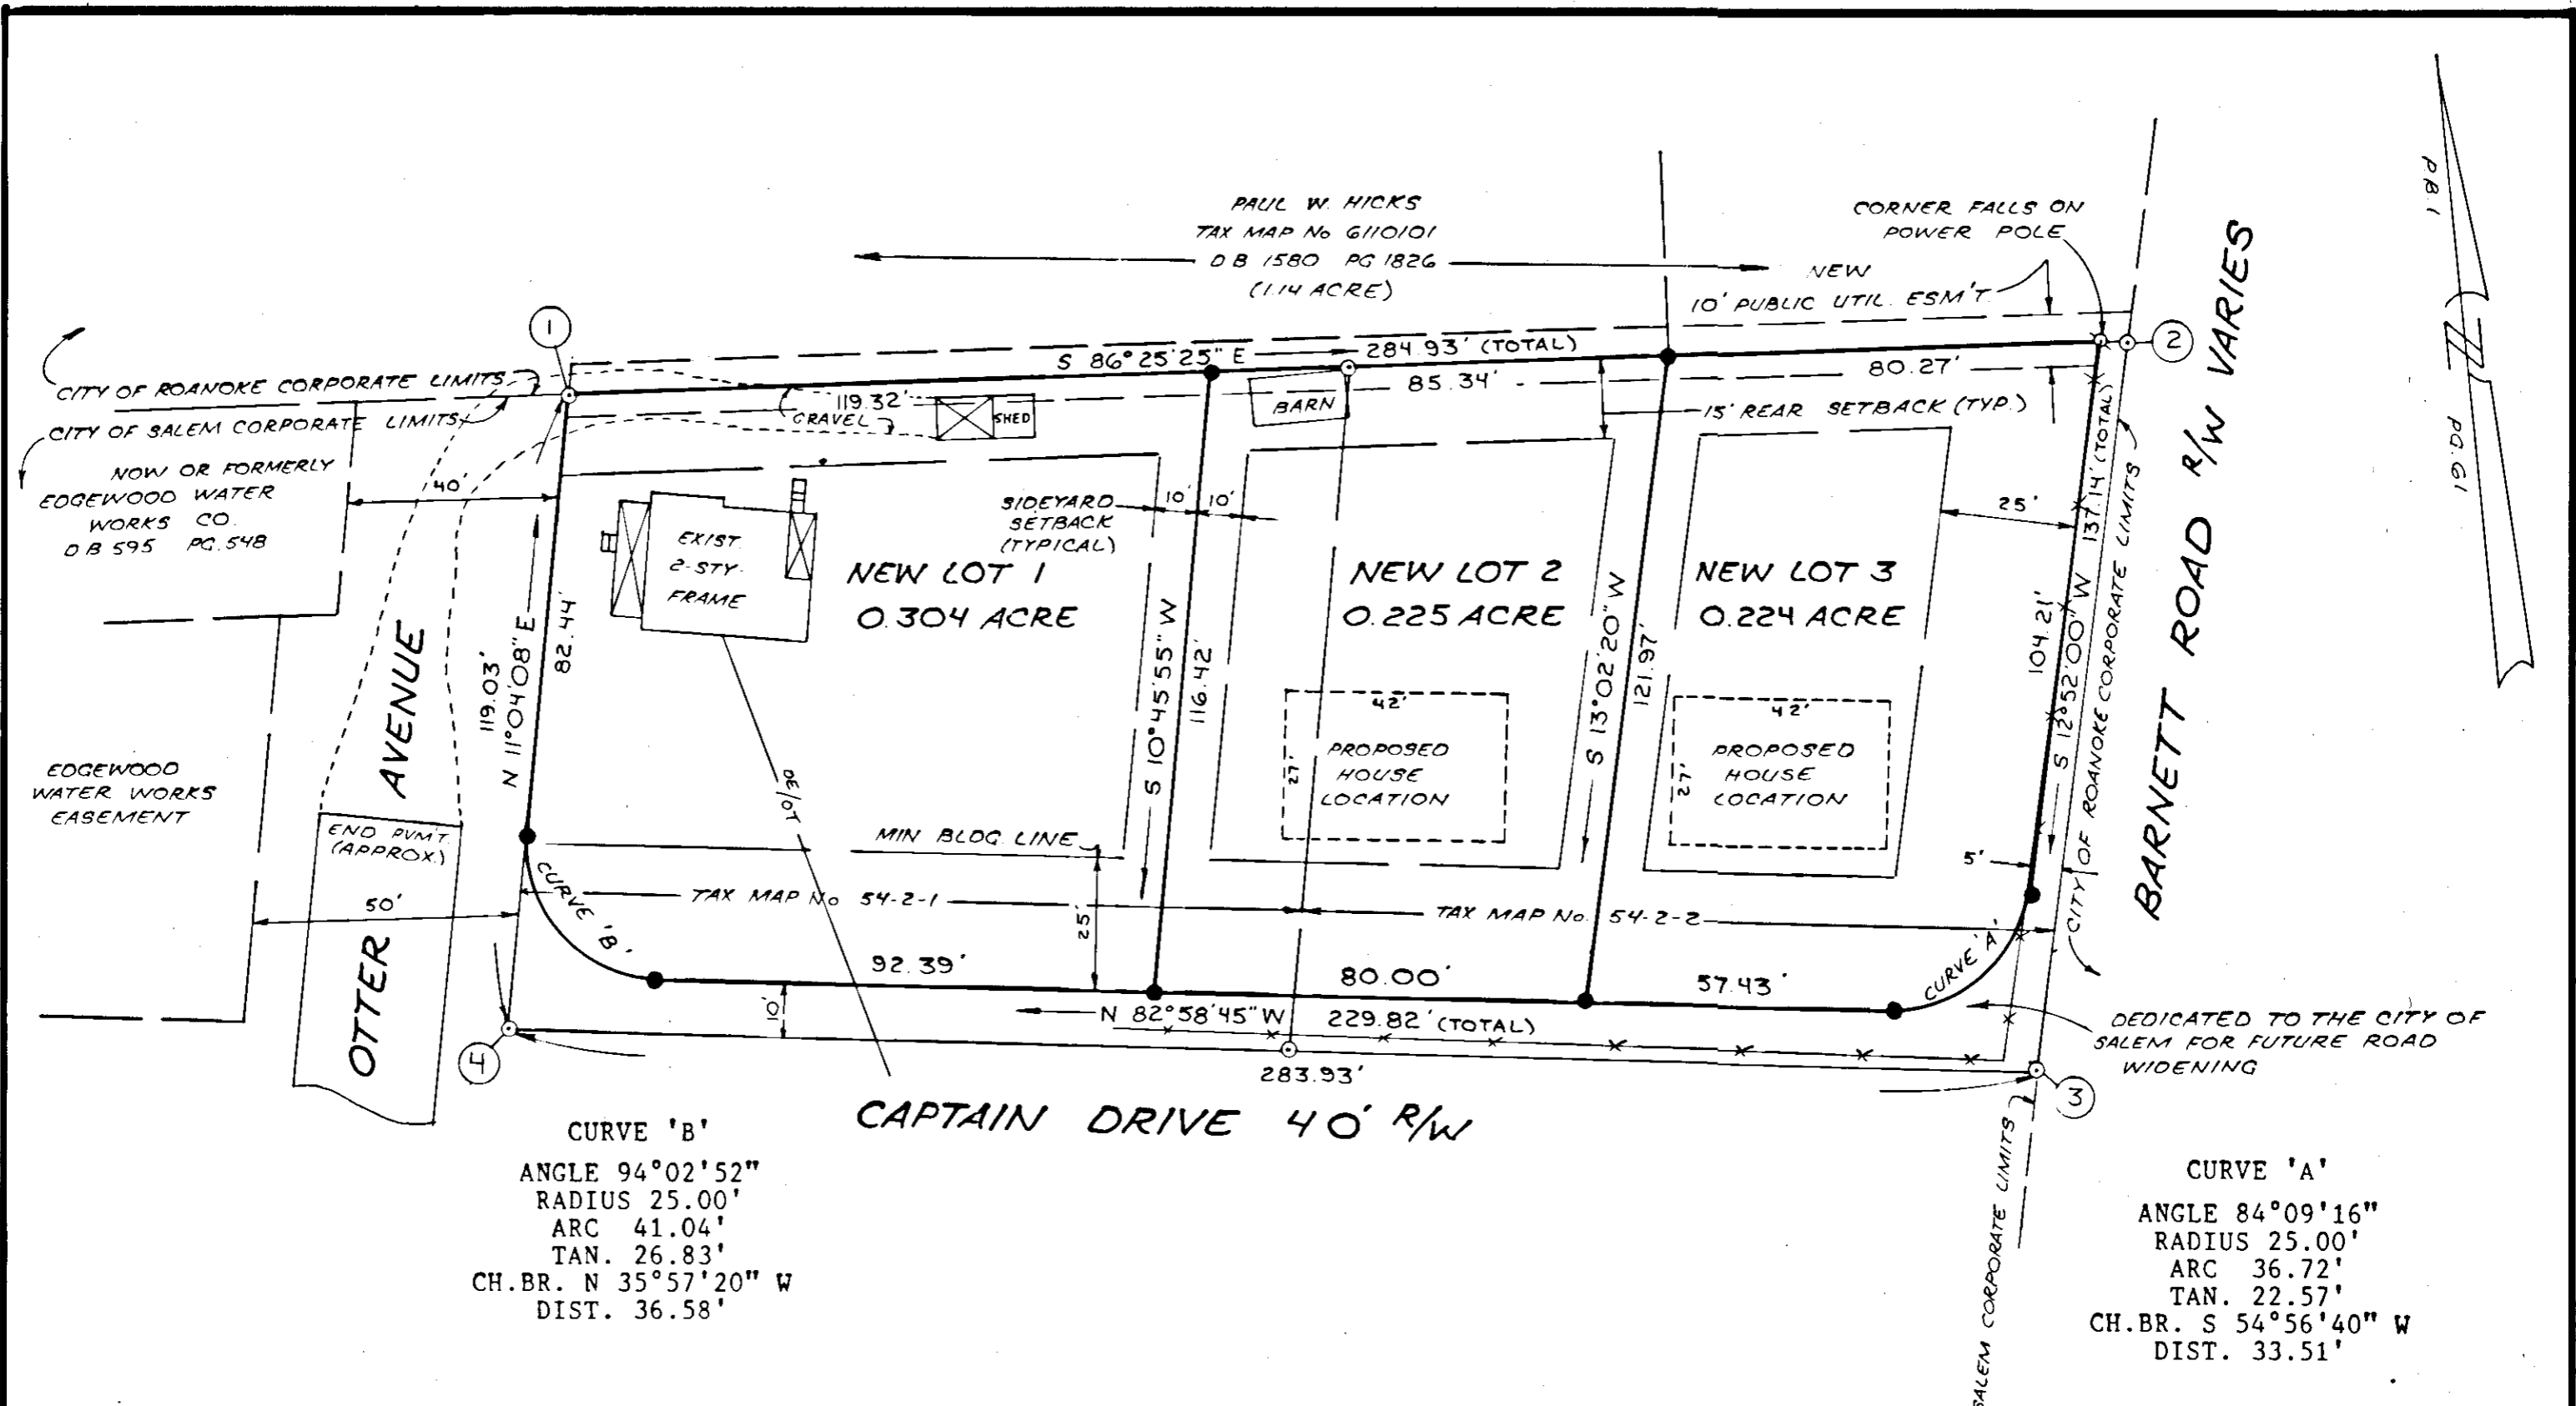 PAUL W. HICKS
TAX MAP No 6110101
D B 1580 PG 1826
(1.14 ACRE)
CORNER FALLS ON
POWER POLE
NEW
10' PUBLIC UTIL. ESM'T.
P.B. 1 PG. 61
1
2
S 86°25'25" E
284.93' (TOTAL)
CITY OF ROANOKE CORPORATE LIMITS
CITY OF SALEM CORPORATE LIMITS
119.32'
GRAVEL
SHED
BARN
85.34'
80.27'
15' REAR SETBACK (TYP.)
NOW OR FORMERLY
EDGEWOOD WATER
WORKS CO.
D B 595 PG. 548
40'
SIDEYARD
SETBACK
(TYPICAL)
10'
10'
25'
137.14' (TOTAL)
EXIST.
2-STY.
FRAME
NEW LOT 1
0.304 ACRE
NEW LOT 2
0.225 ACRE
NEW LOT 3
0.224 ACRE
119.03'
N 11°04'08" E
82.44'
S 10°45'55" W
116.42'
S 13°02'20" W
121.97'
104.21'
S 12°52'00" W
CITY OF ROANOKE CORPORATE LIMITS
BARNETT ROAD R/W VARIES
42'
27'
PROPOSED
HOUSE
LOCATION
42'
27'
PROPOSED
HOUSE
LOCATION
EDGEWOOD
WATER WORKS
EASEMENT
OTTER AVENUE
END PVM'T.
(APPROX.)
50'
MIN BLDG. LINE
5'
CURVE 'B'
TAX MAP No 54-2-1
25'
TAX MAP No. 54-2-2
CURVE 'A'
92.39'
80.00'
57.43'
10'
N 82°58'45" W
229.82' (TOTAL)
DEDICATED TO THE CITY OF
SALEM FOR FUTURE ROAD
WIDENING
4
283.93'
3
CAPTAIN DRIVE 40' R/W
SALEM CORPORATE LIMITS
CURVE 'B'
ANGLE 94°02'52"
RADIUS 25.00'
ARC 41.04'
TAN. 26.83'
CH.BR. N 35°57'20" W
DIST. 36.58'
CURVE 'A'
ANGLE 84°09'16"
RADIUS 25.00'
ARC 36.72'
TAN. 22.57'
CH.BR. S 54°56'40" W
DIST. 33.51'